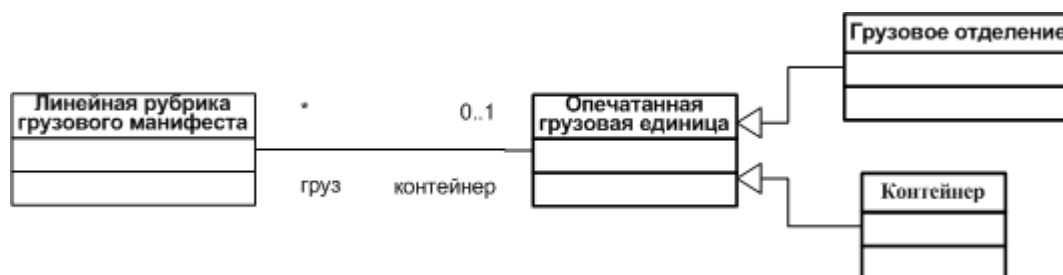 Грузовое отделение
Линейная рубрика
грузового манифеста
*
0..1
Опечатанная
грузовая единица
груз
контейнер
Контейнер